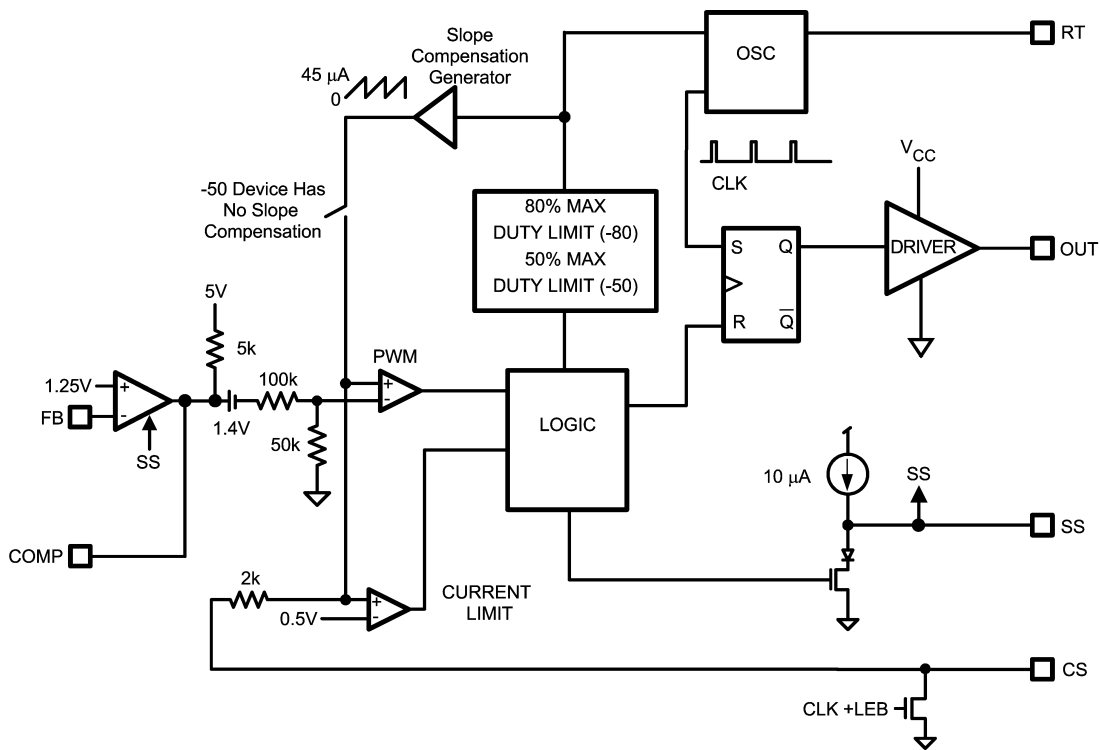 Slope
Compensation
Generator
45 μA
0
OSC
RT
CLK
VCC
-50 Device Has
No Slope
Compensation
80% MAX
DUTY LIMIT (-80)
50% MAX
DUTY LIMIT (-50)
S
Q
R
Q̅
DRIVER
OUT
5V
5k
PWM
1.25V
+
-
FB
SS
1.4V
100k
50k
+
-
LOGIC
10 μA
SS
SS
COMP
2k
0.5V
+
-
CURRENT
LIMIT
CS
CLK +LEB